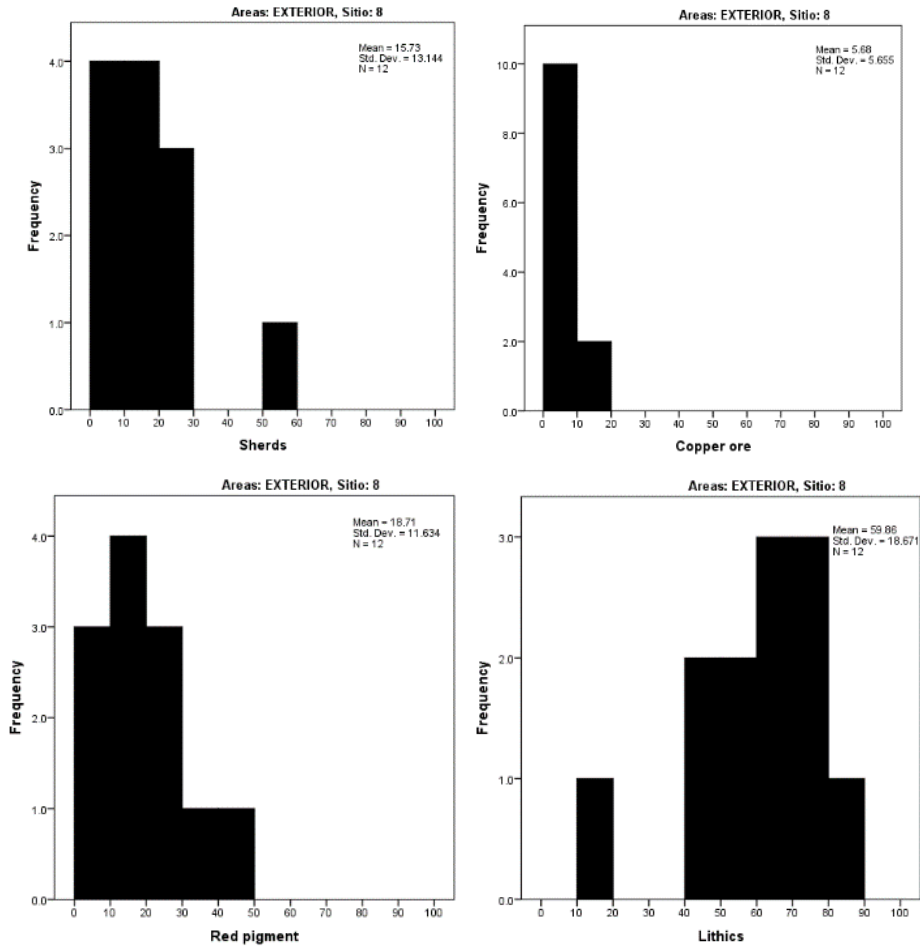 Areas: EXTERIOR, Sitio: 8
Mean = 15.73
Std. Dev. = 13.144
N = 12
4.0
3.0
2.0
1.0
0.0
Frequency
0 10 20 30 40 50 60 70 80 90 100
Sherds
Areas: EXTERIOR, Sitio: 8
Mean = 5.68
Std. Dev. = 5.655
N = 12
10.0
8.0
6.0
4.0
2.0
0.0
Frequency
0 10 20 30 40 50 60 70 80 90 100
Copper ore
Areas: EXTERIOR, Sitio: 8
Mean = 18.71
Std. Dev. = 11.634
N = 12
4.0
3.0
2.0
1.0
0.0
Frequency
0 10 20 30 40 50 60 70 80 90 100
Red pigment
Areas: EXTERIOR, Sitio: 8
Mean = 59.86
Std. Dev. = 18.671
N = 12
3.0
2.0
1.0
0.0
Frequency
0 10 20 30 40 50 60 70 80 90 100
Lithics